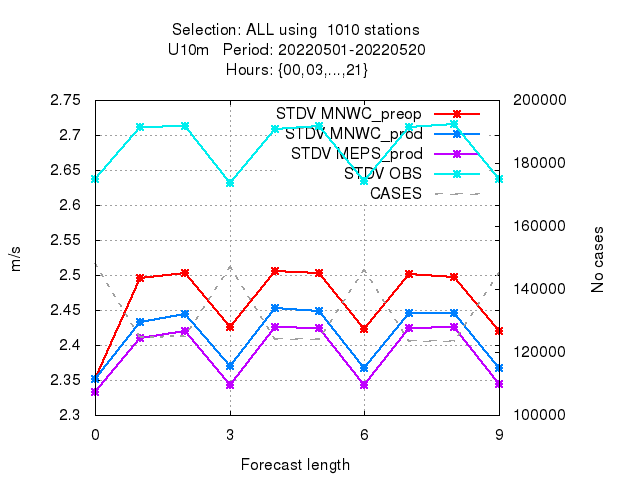 Selection: ALL using  1010 stations
U10m   Period: 20220501-20220520
Hours: {00,03,...,21}
STDV MNWC_preop
STDV MNWC_prod
STDV MEPS_prod
STDV OBS
CASES
2.75
2.7
2.65
2.6
2.55
2.5
2.45
2.4
2.35
2.3
m/s
200000
180000
160000
140000
120000
100000
No cases
0
3
6
9
Forecast length